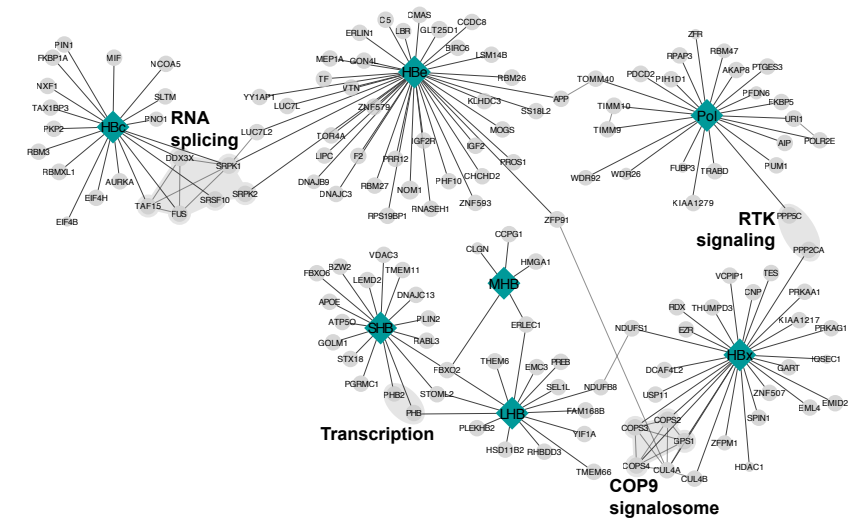 PIN1
FKBP1A
MIF
NCOA5
NXF1
SLTM
TAX1BP3
PNO1
PKP2
HBc
RNA
splicing
RBM3
DDX3X
RBMXL1
SRPK1
AURKA
EIF4H
TAF15
SRSF10
SRPK2
FUS
EIF4B
C5
CMAS
CCDC8
ERLIN1
LBR
GLT25D1
BIRC6
MEP1A
GON4L
LSM14B
HBe
TF
VTN
RBM26
YY1AP1
LUC7L
ZNF579
KLHDC3
SS18L2
APP
LUC7L2
TOR4A
IGF2R
IGF2
MOGS
LIPC
F2
PRR12
PROS1
DNAJB9
DNAJC3
RBM27
NOM1
PHF10
CHCHD2
RPS19BP1
RNASEH1
ZNF593
ZFP91
ZFR
RBM47
RPAP3
TOMM40
PDCD2
PIH1D1
AKAP8
PTGES3
PFDN6
FKBP5
TIMM10
Pol
URI1
TIMM9
AIP
POLR2E
WDR92
WDR26
FUBP3
TRABD
PUM1
KIAA1279
RTK
signaling
PPP5C
PPP2CA
CCPG1
CLGN
HMGA1
MHB
ERLEC1
VDAC3
FBXO6
BZW2
LEMD2
TMEM11
APOE
DNAJC13
ATP5O
SHB
PLIN2
GOLM1
RABL3
STX18
FBXO2
PGRMC1
PHB2
STOML2
PHB
Transcription
THEM6
EMC3
PREB
SEL1L
NDUFB8
LHB
FAM168B
PLEKHB2
YIF1A
HSD11B2
RHBDD3
TMEM66
VCPIP1
TES
CNP
PRKAA1
RDX
THUMPD3
NDUFS1
EZR
KIAA1217
PRKAG1
HBx
IQSEC1
DCAF4L2
GART
USP11
ZNF507
EML4
EMID2
SPIN1
COPS3
COPS2
GPS1
ZFPM1
COPS4
CUL4A
CUL4B
HDAC1
COP9
signalosome